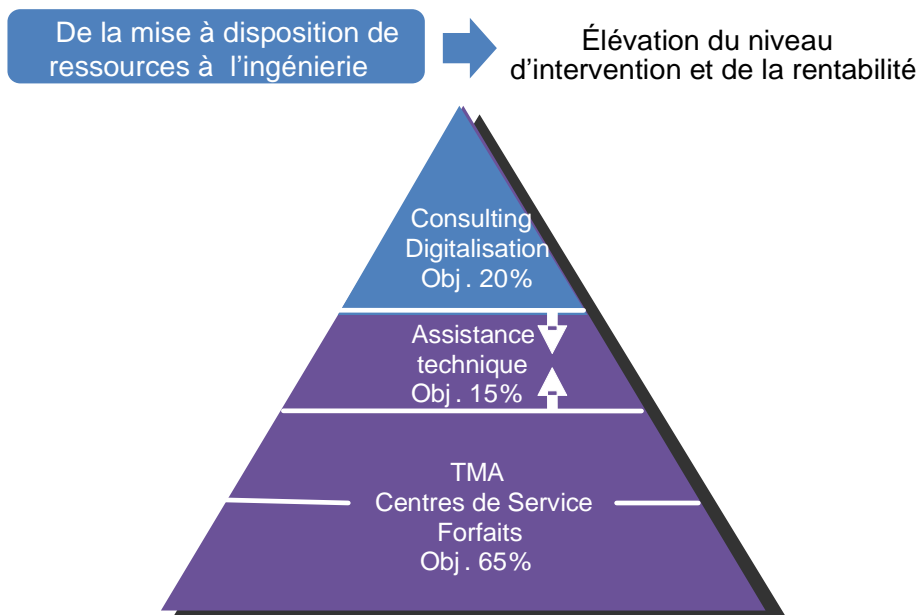 De la mise à disposition de
ressources à l'ingénierie
Élévation du niveau
d'intervention et de la rentabilité
Consulting
Digitalisation
Obj. 20%
Assistance
technique
Obj. 15%
TMA
Centres de Service
Forfaits
Obj. 65%